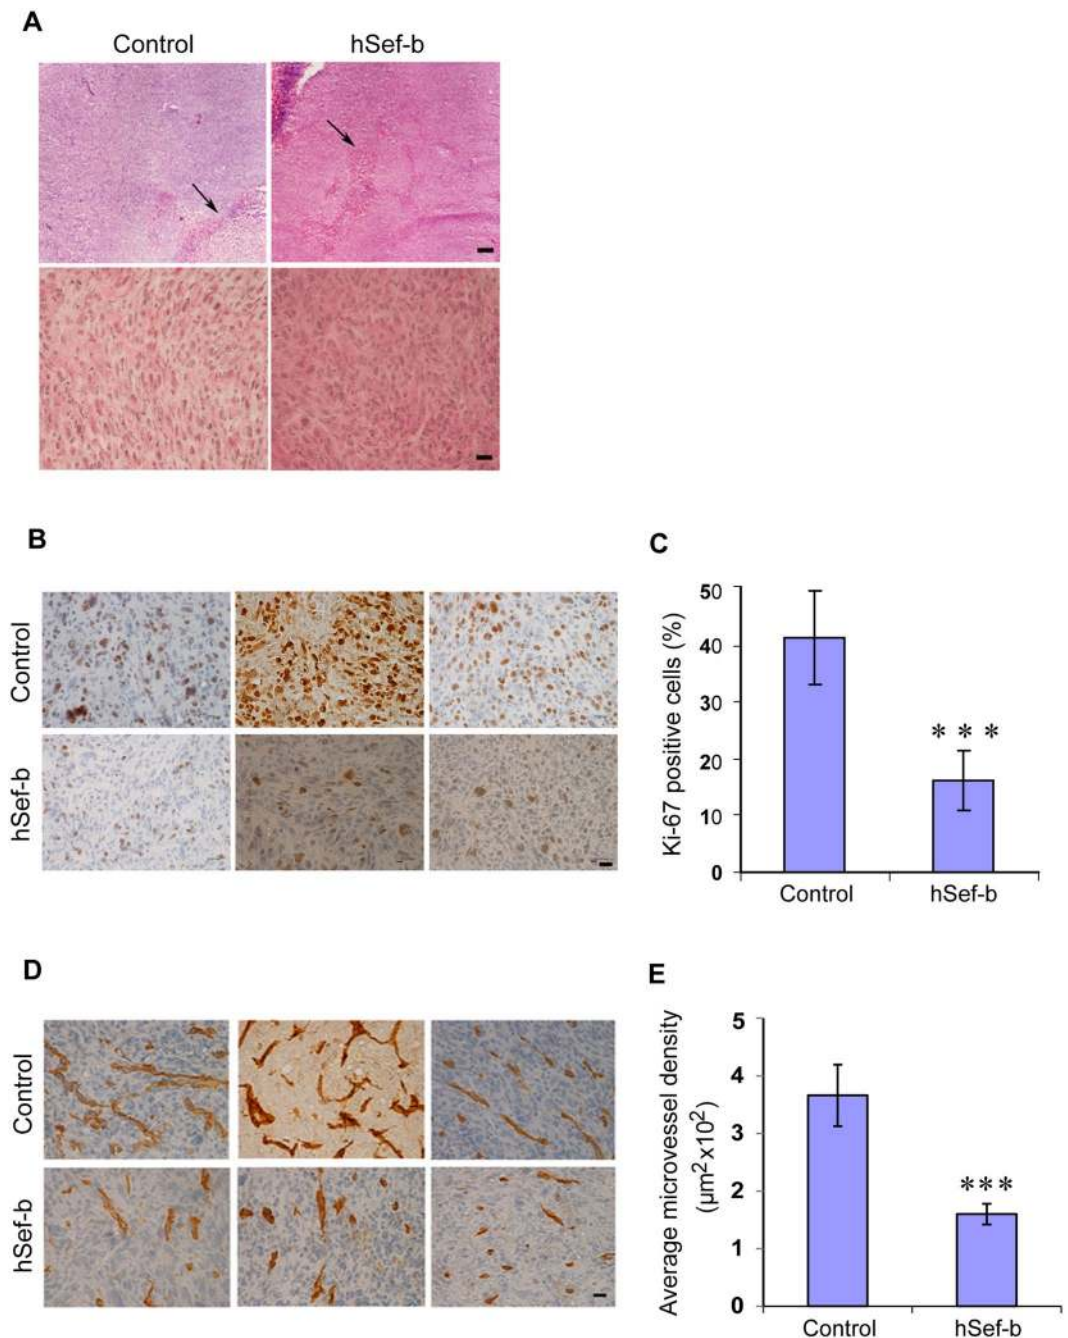 A
Control hSef-b
B
Control
hSef-b
C
Ki-67 positive cells (%)
50
40
30
20
10
0
Control hSef-b
* * *
D
Control
hSef-b
E
Average microvessel density
(µm²x10²)
5
4
3
2
1
0
Control hSef-b
***